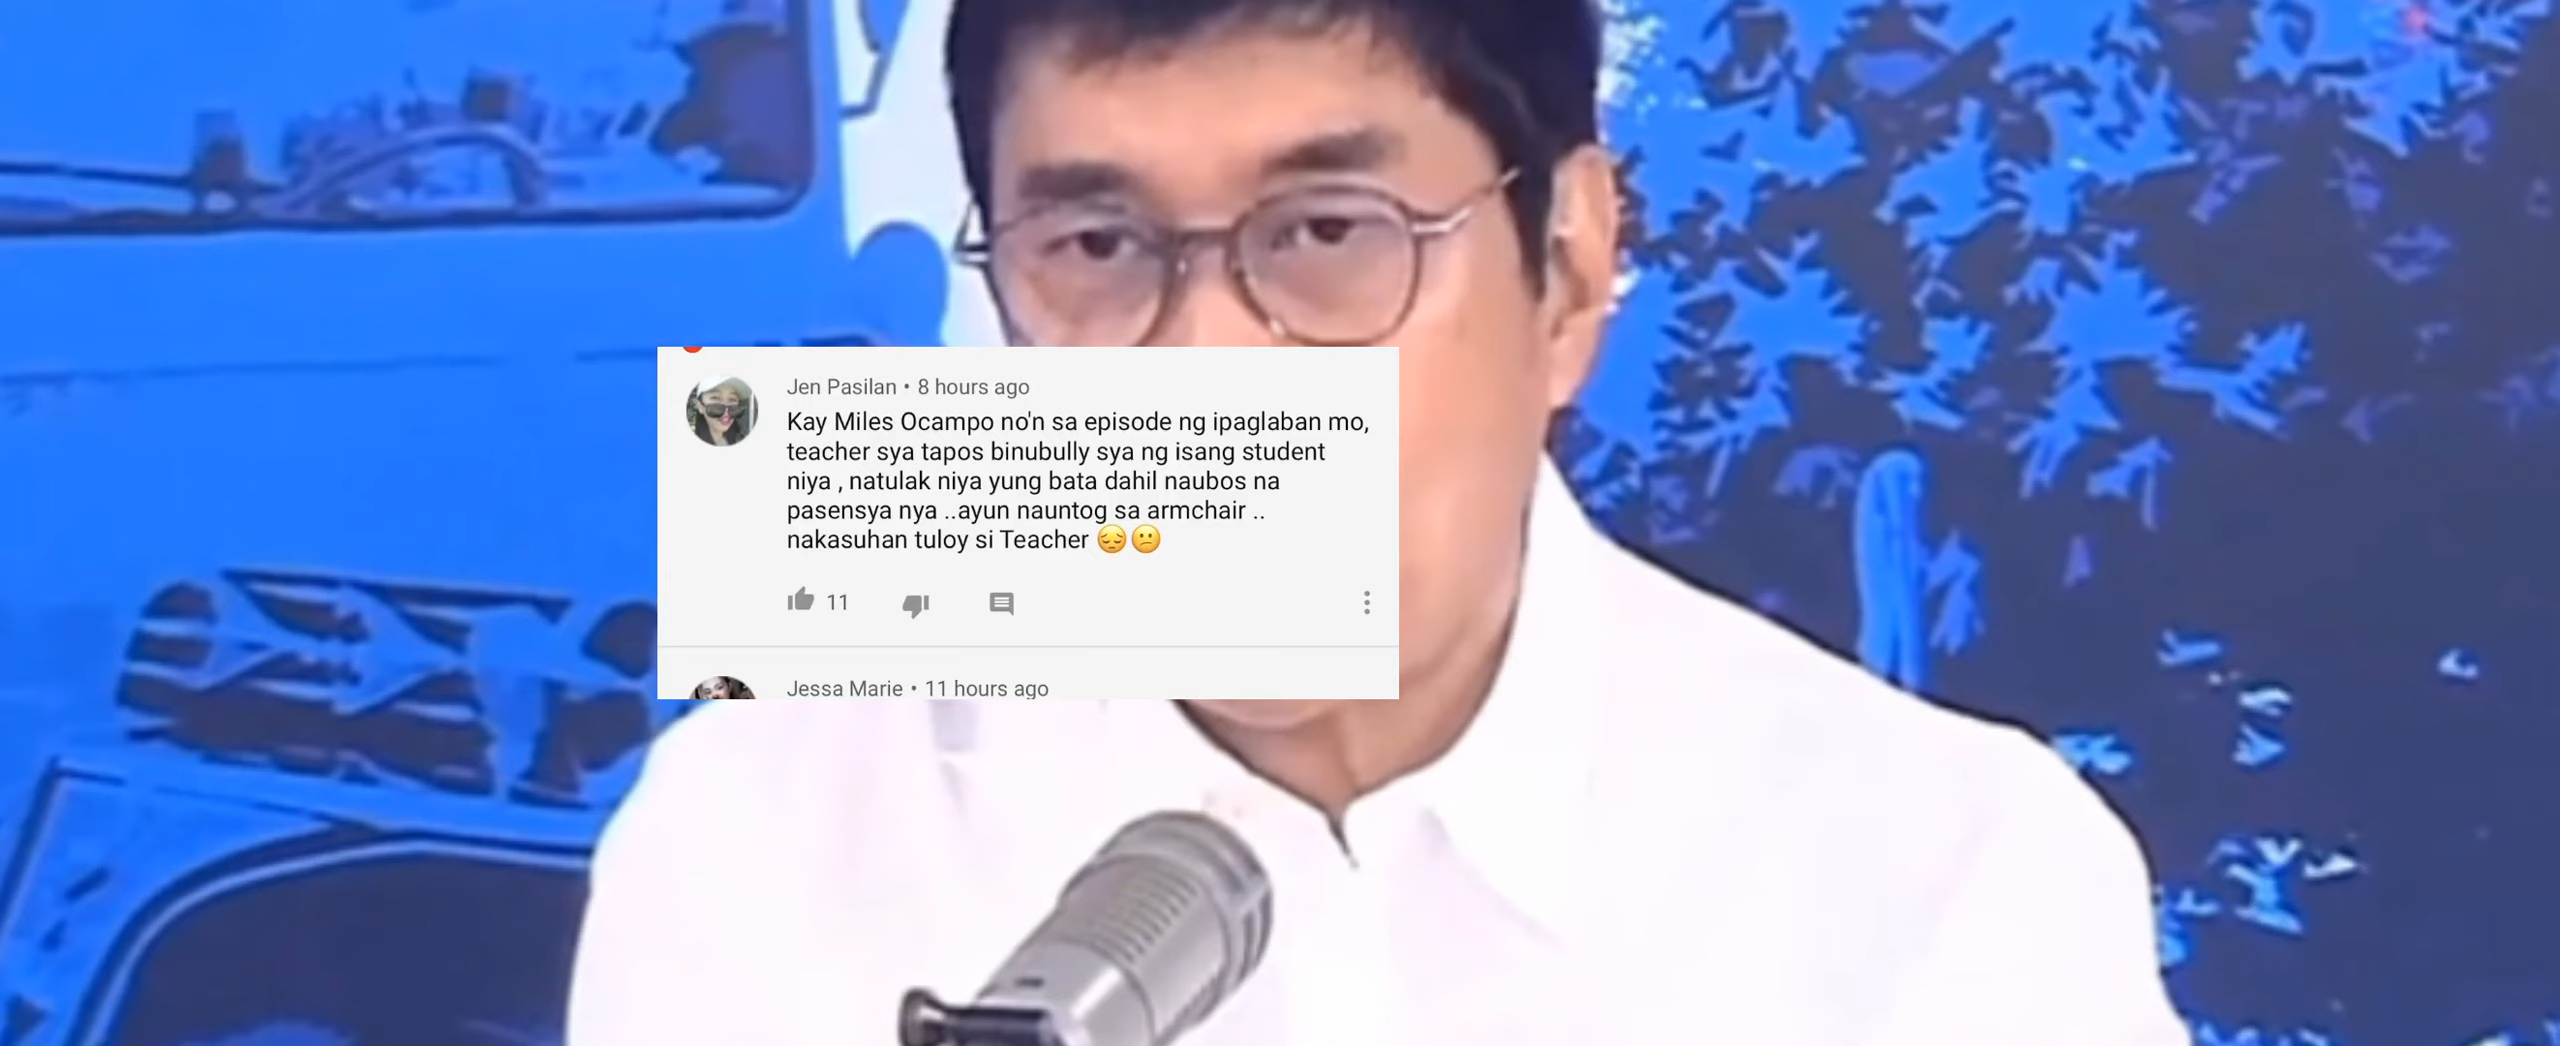 Jen Pasilan • 8 hours ago
Kay Miles Ocampo no'n sa episode ng ipaglaban mo,
teacher sya tapos binubully sya ng isang student
niya , natulak niya yung bata dahil naubos na
pasensya nya ..ayun nauntog sa armchair ..
nakasuhan tuloy si Teacher 😔😕
11
Jessa Marie • 11 hours ago